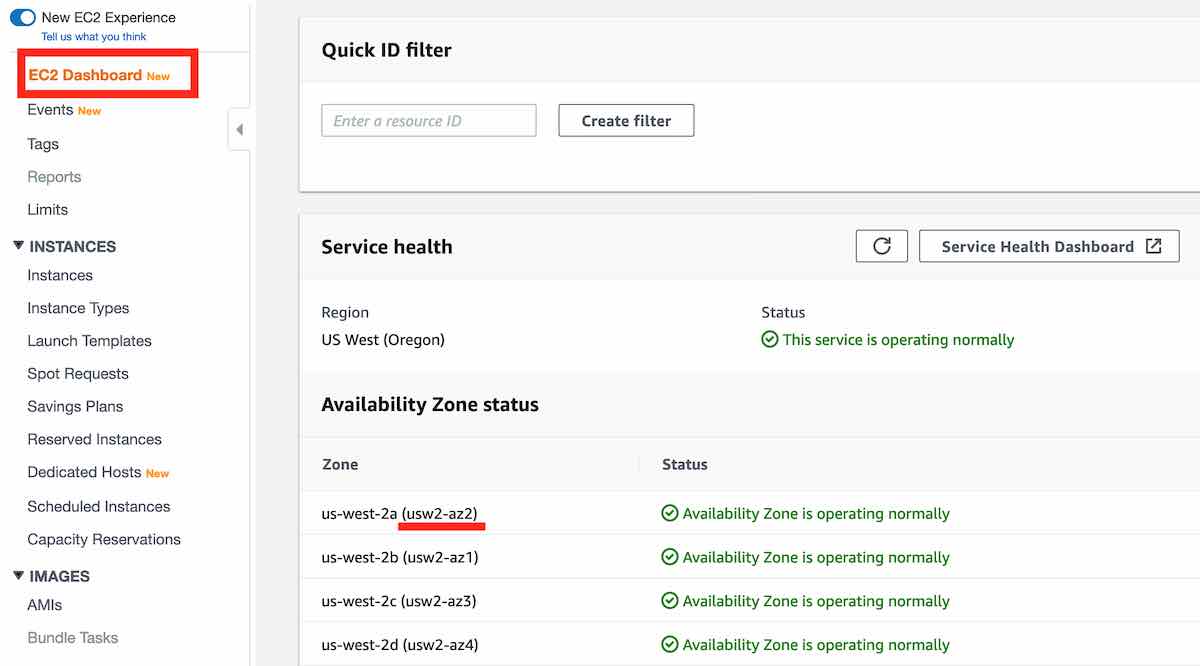 New EC2 Experience
Tell us what you think
EC2 Dashboard New
Events New
Tags
Reports
Limits
INSTANCES
Instances
Instance Types
Launch Templates
Spot Requests
Savings Plans
Reserved Instances
Dedicated Hosts New
Scheduled Instances
Capacity Reservations
IMAGES
AMIs
Bundle Tasks
Quick ID filter
Enter a resource ID
Create filter
Service health
Service Health Dashboard
Region
Status
US West (Oregon)
This service is operating normally
Availability Zone status
Zone
Status
us-west-2a (usw2-az2)
Availability Zone is operating normally
us-west-2b (usw2-az1)
Availability Zone is operating normally
us-west-2c (usw2-az3)
Availability Zone is operating normally
us-west-2d (usw2-az4)
Availability Zone is operating normally